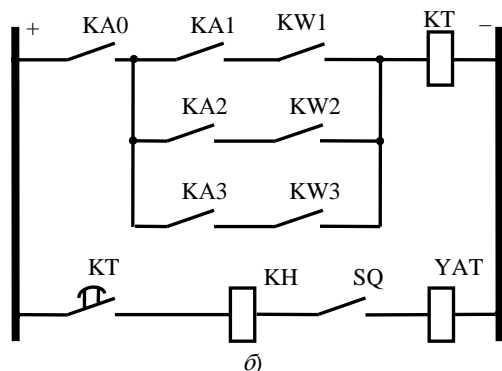 + KA0 KA1 KW1 KT –
KA2 KW2
KA3 KW3
KT KH SQ YAT
б)